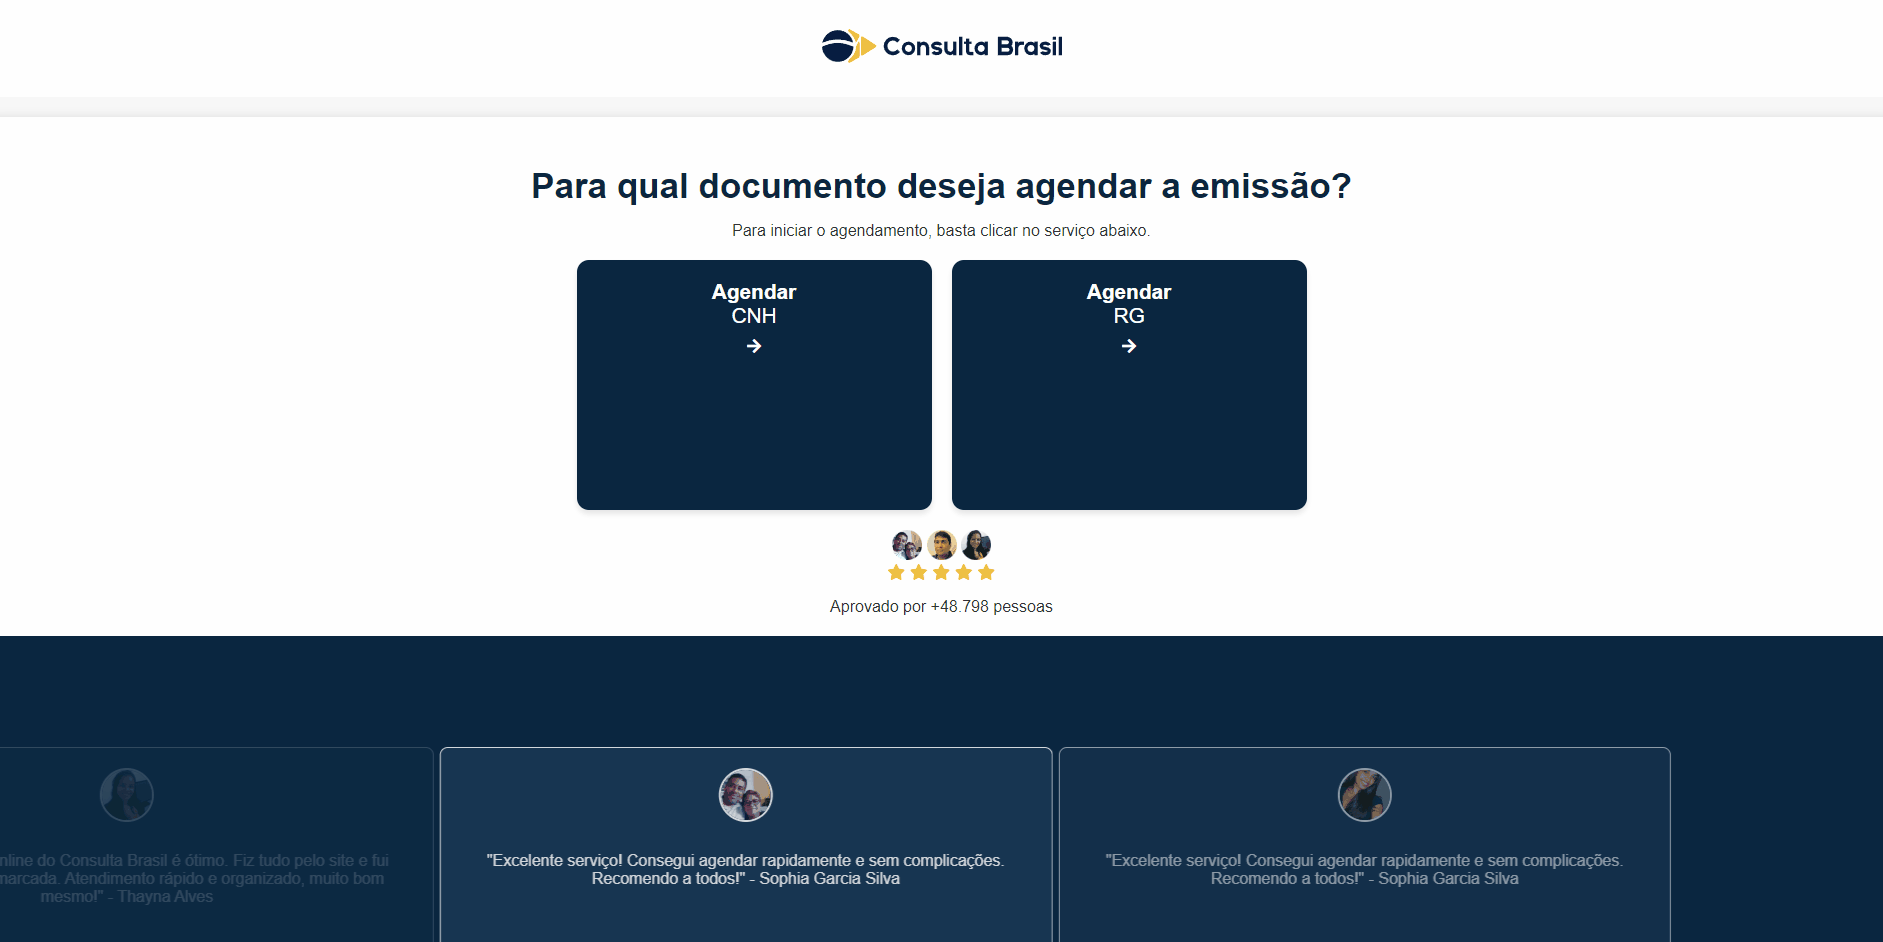 Consulta Brasil
Para qual documento deseja agendar a emissão?
Para iniciar o agendamento, basta clicar no serviço abaixo.
Agendar
CNH
Agendar
RG
Aprovado por +48.798 pessoas
nline do Consulta Brasil é ótimo. Fiz tudo pelo site e fui
narcada. Atendimento rápido e organizado, muito bom
mesmo!" - Thayna Alves
"Excelente serviço! Consegui agendar rapidamente e sem complicações.
Recomendo a todos!" - Sophia Garcia Silva
"Excelente serviço! Consegui agendar rapidamente e sem complicações.
Recomendo a todos!" - Sophia Garcia Silva